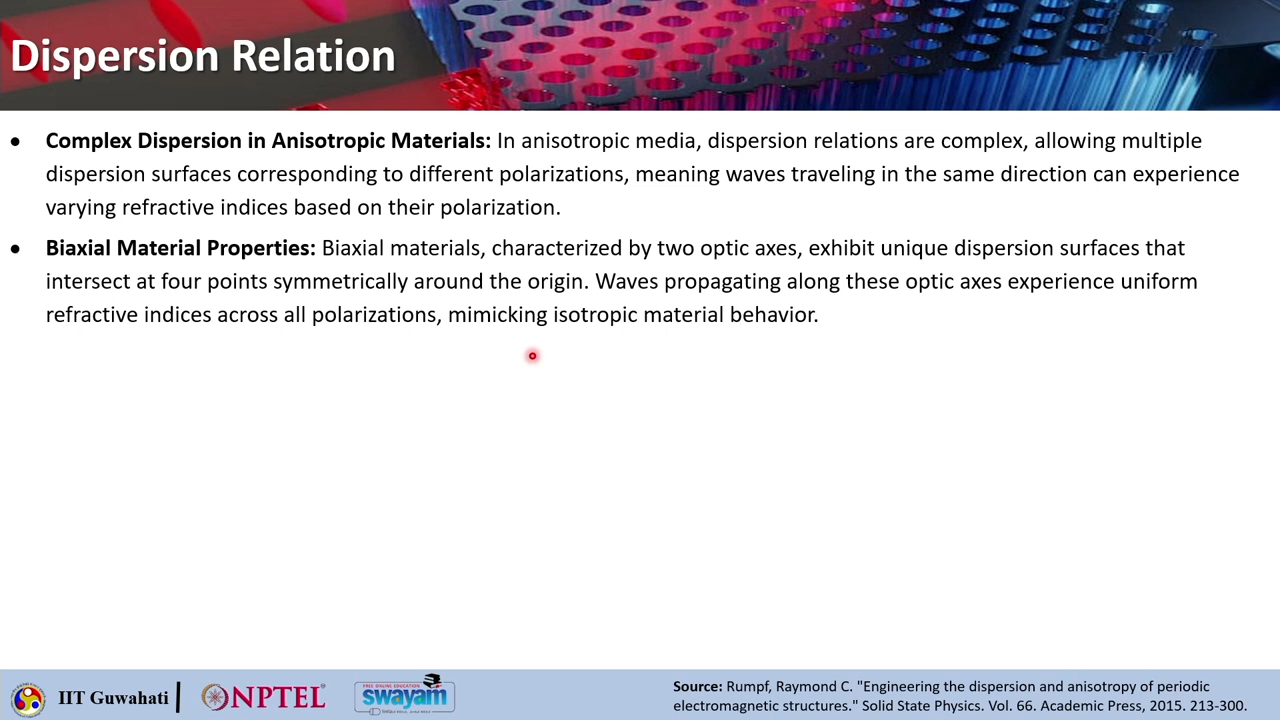 Dispersion Relation
● Complex Dispersion in Anisotropic Materials: In anisotropic media, dispersion relations are complex, allowing multiple
dispersion surfaces corresponding to different polarizations, meaning waves traveling in the same direction can experience
varying refractive indices based on their polarization.
● Biaxial Material Properties: Biaxial materials, characterized by two optic axes, exhibit unique dispersion surfaces that
intersect at four points symmetrically around the origin. Waves propagating along these optic axes experience uniform
refractive indices across all polarizations, mimicking isotropic material behavior.
IIT Guwahati
NPTEL
FREE ONLINE EDUCATION
swayam
Source: Rumpf, Raymond C. "Engineering the dispersion and anisotropy of periodic
electromagnetic structures." Solid State Physics. Vol. 66. Academic Press, 2015. 213-300.